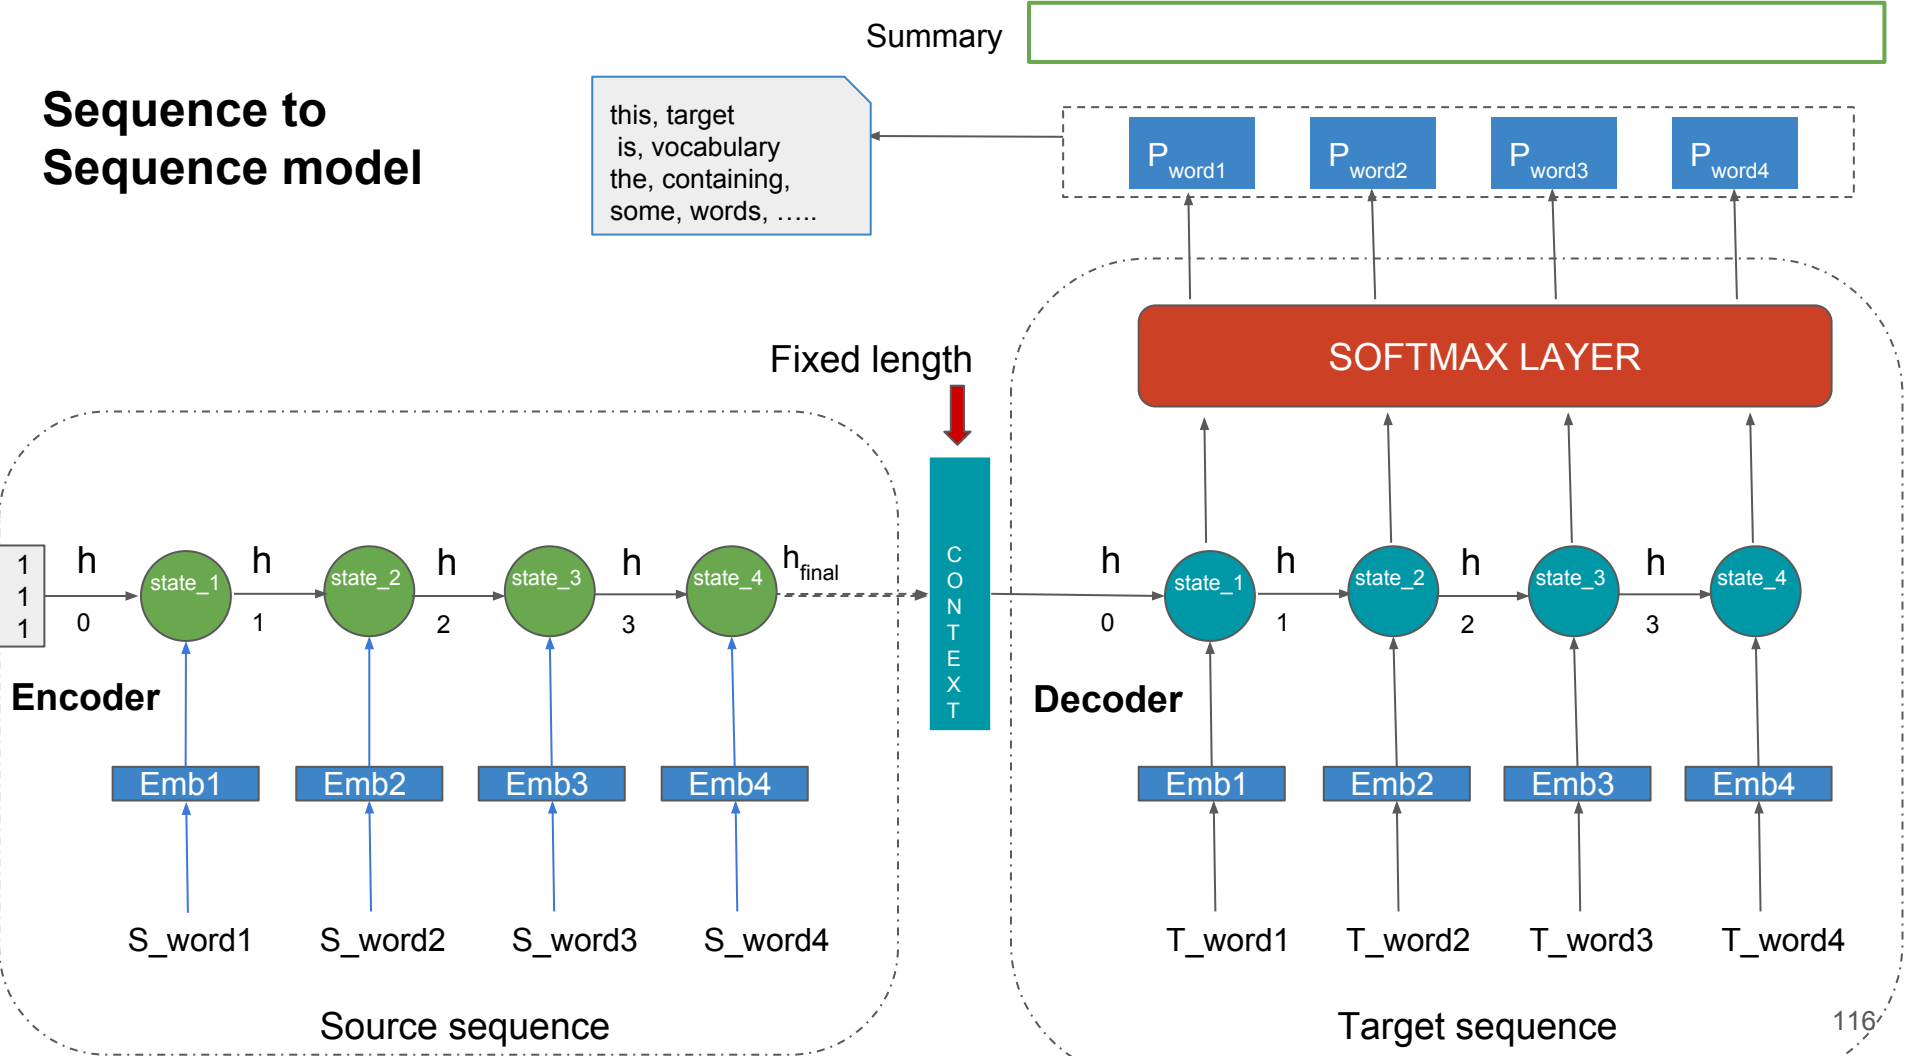 Summary
Sequence to
Sequence model
this, target
is, vocabulary
the, containing,
some, words, …..
P word1
P word2
P word3
P word4
SOFTMAX LAYER
Fixed length
1
1
1
h
0
state_1
h
1
state_2
h
2
state_3
h
3
state_4
h final
C
O
N
T
E
X
T
h
0
state_1
h
1
state_2
h
2
state_3
h
3
state_4
Encoder
Decoder
Emb1
Emb2
Emb3
Emb4
Emb1
Emb2
Emb3
Emb4
S_word1
S_word2
S_word3
S_word4
T_word1
T_word2
T_word3
T_word4
Source sequence
Target sequence
116